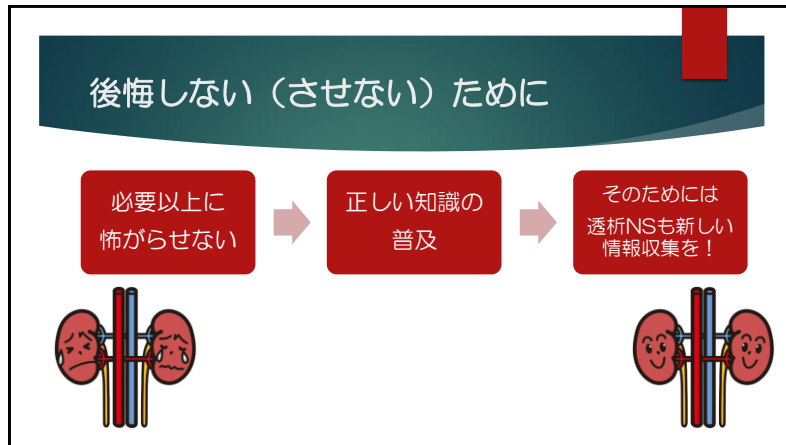 後悔しない（させない）ために
必要以上に
怖がらせない
正しい知識の
普及
そのためには
透析NSも新しい
情報収集を！